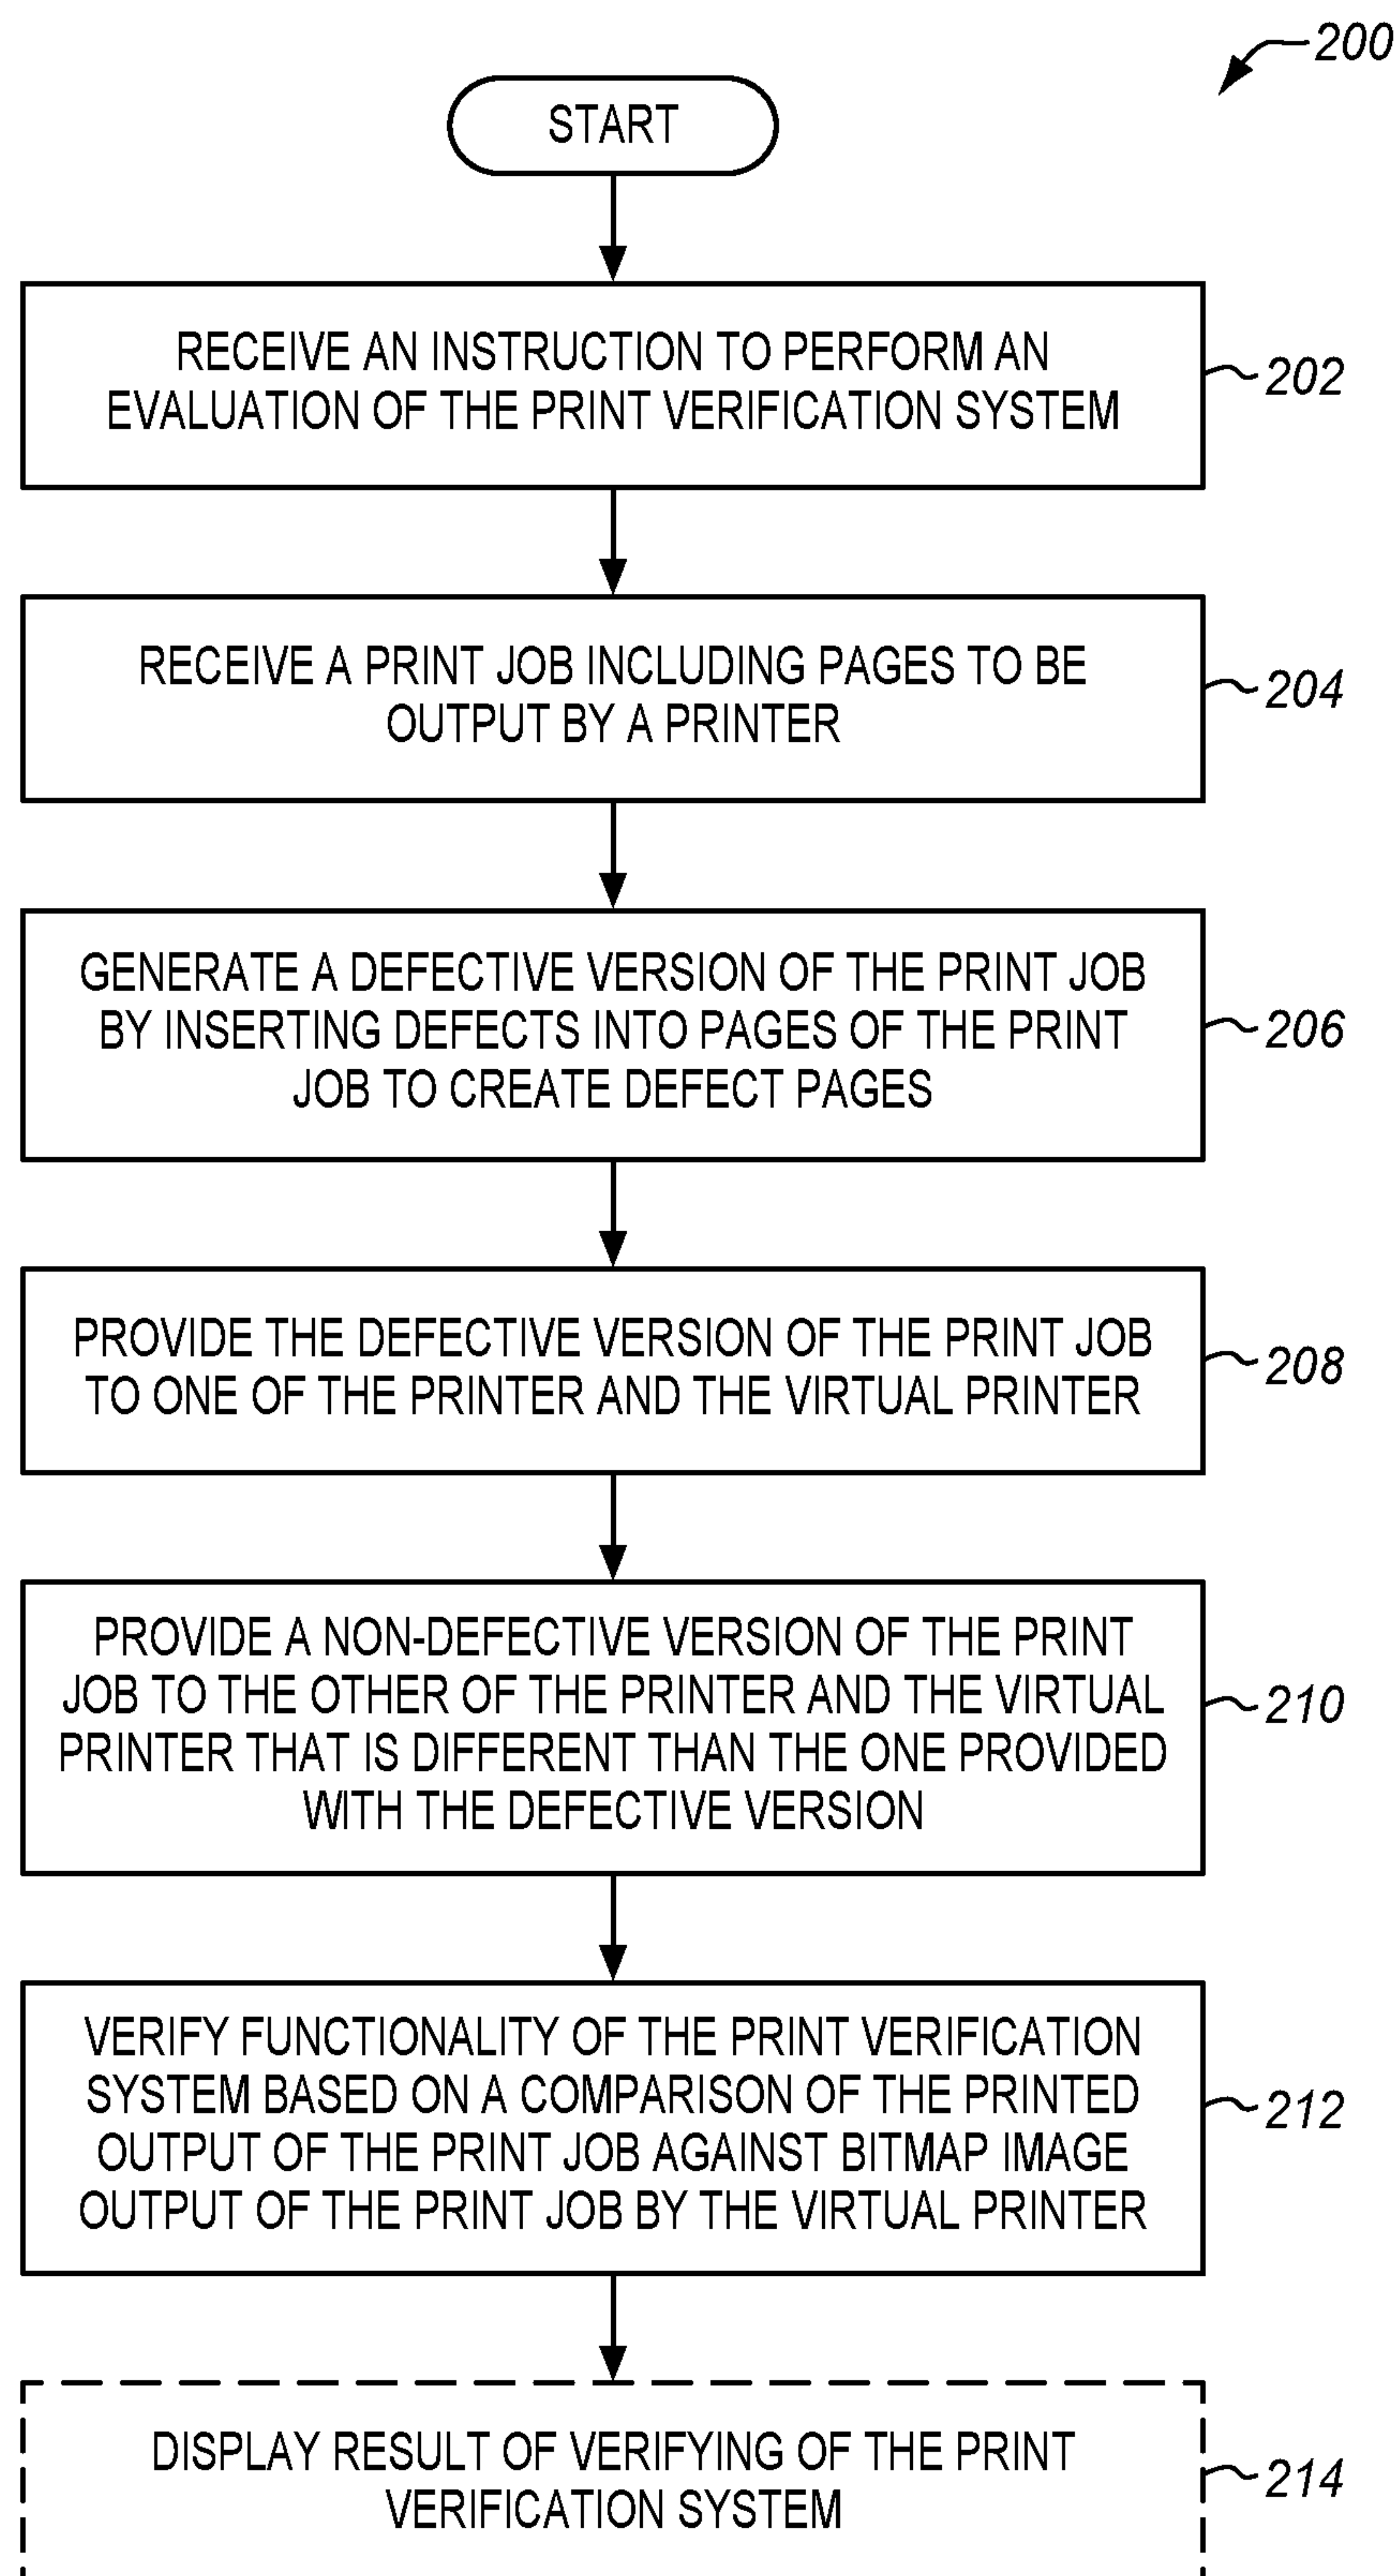 200
START
RECEIVE AN INSTRUCTION TO PERFORM AN
EVALUATION OF THE PRINT VERIFICATION SYSTEM
202
RECEIVE A PRINT JOB INCLUDING PAGES TO BE
OUTPUT BY A PRINTER
204
GENERATE A DEFECTIVE VERSION OF THE PRINT JOB
BY INSERTING DEFECTS INTO PAGES OF THE PRINT
JOB TO CREATE DEFECT PAGES
206
PROVIDE THE DEFECTIVE VERSION OF THE PRINT JOB
TO ONE OF THE PRINTER AND THE VIRTUAL PRINTER
208
PROVIDE A NON-DEFECTIVE VERSION OF THE PRINT
JOB TO THE OTHER OF THE PRINTER AND THE VIRTUAL
PRINTER THAT IS DIFFERENT THAN THE ONE PROVIDED
WITH THE DEFECTIVE VERSION
210
VERIFY FUNCTIONALITY OF THE PRINT VERIFICATION
SYSTEM BASED ON A COMPARISON OF THE PRINTED
OUTPUT OF THE PRINT JOB AGAINST BITMAP IMAGE
OUTPUT OF THE PRINT JOB BY THE VIRTUAL PRINTER
212
DISPLAY RESULT OF VERIFYING OF THE PRINT
VERIFICATION SYSTEM
214